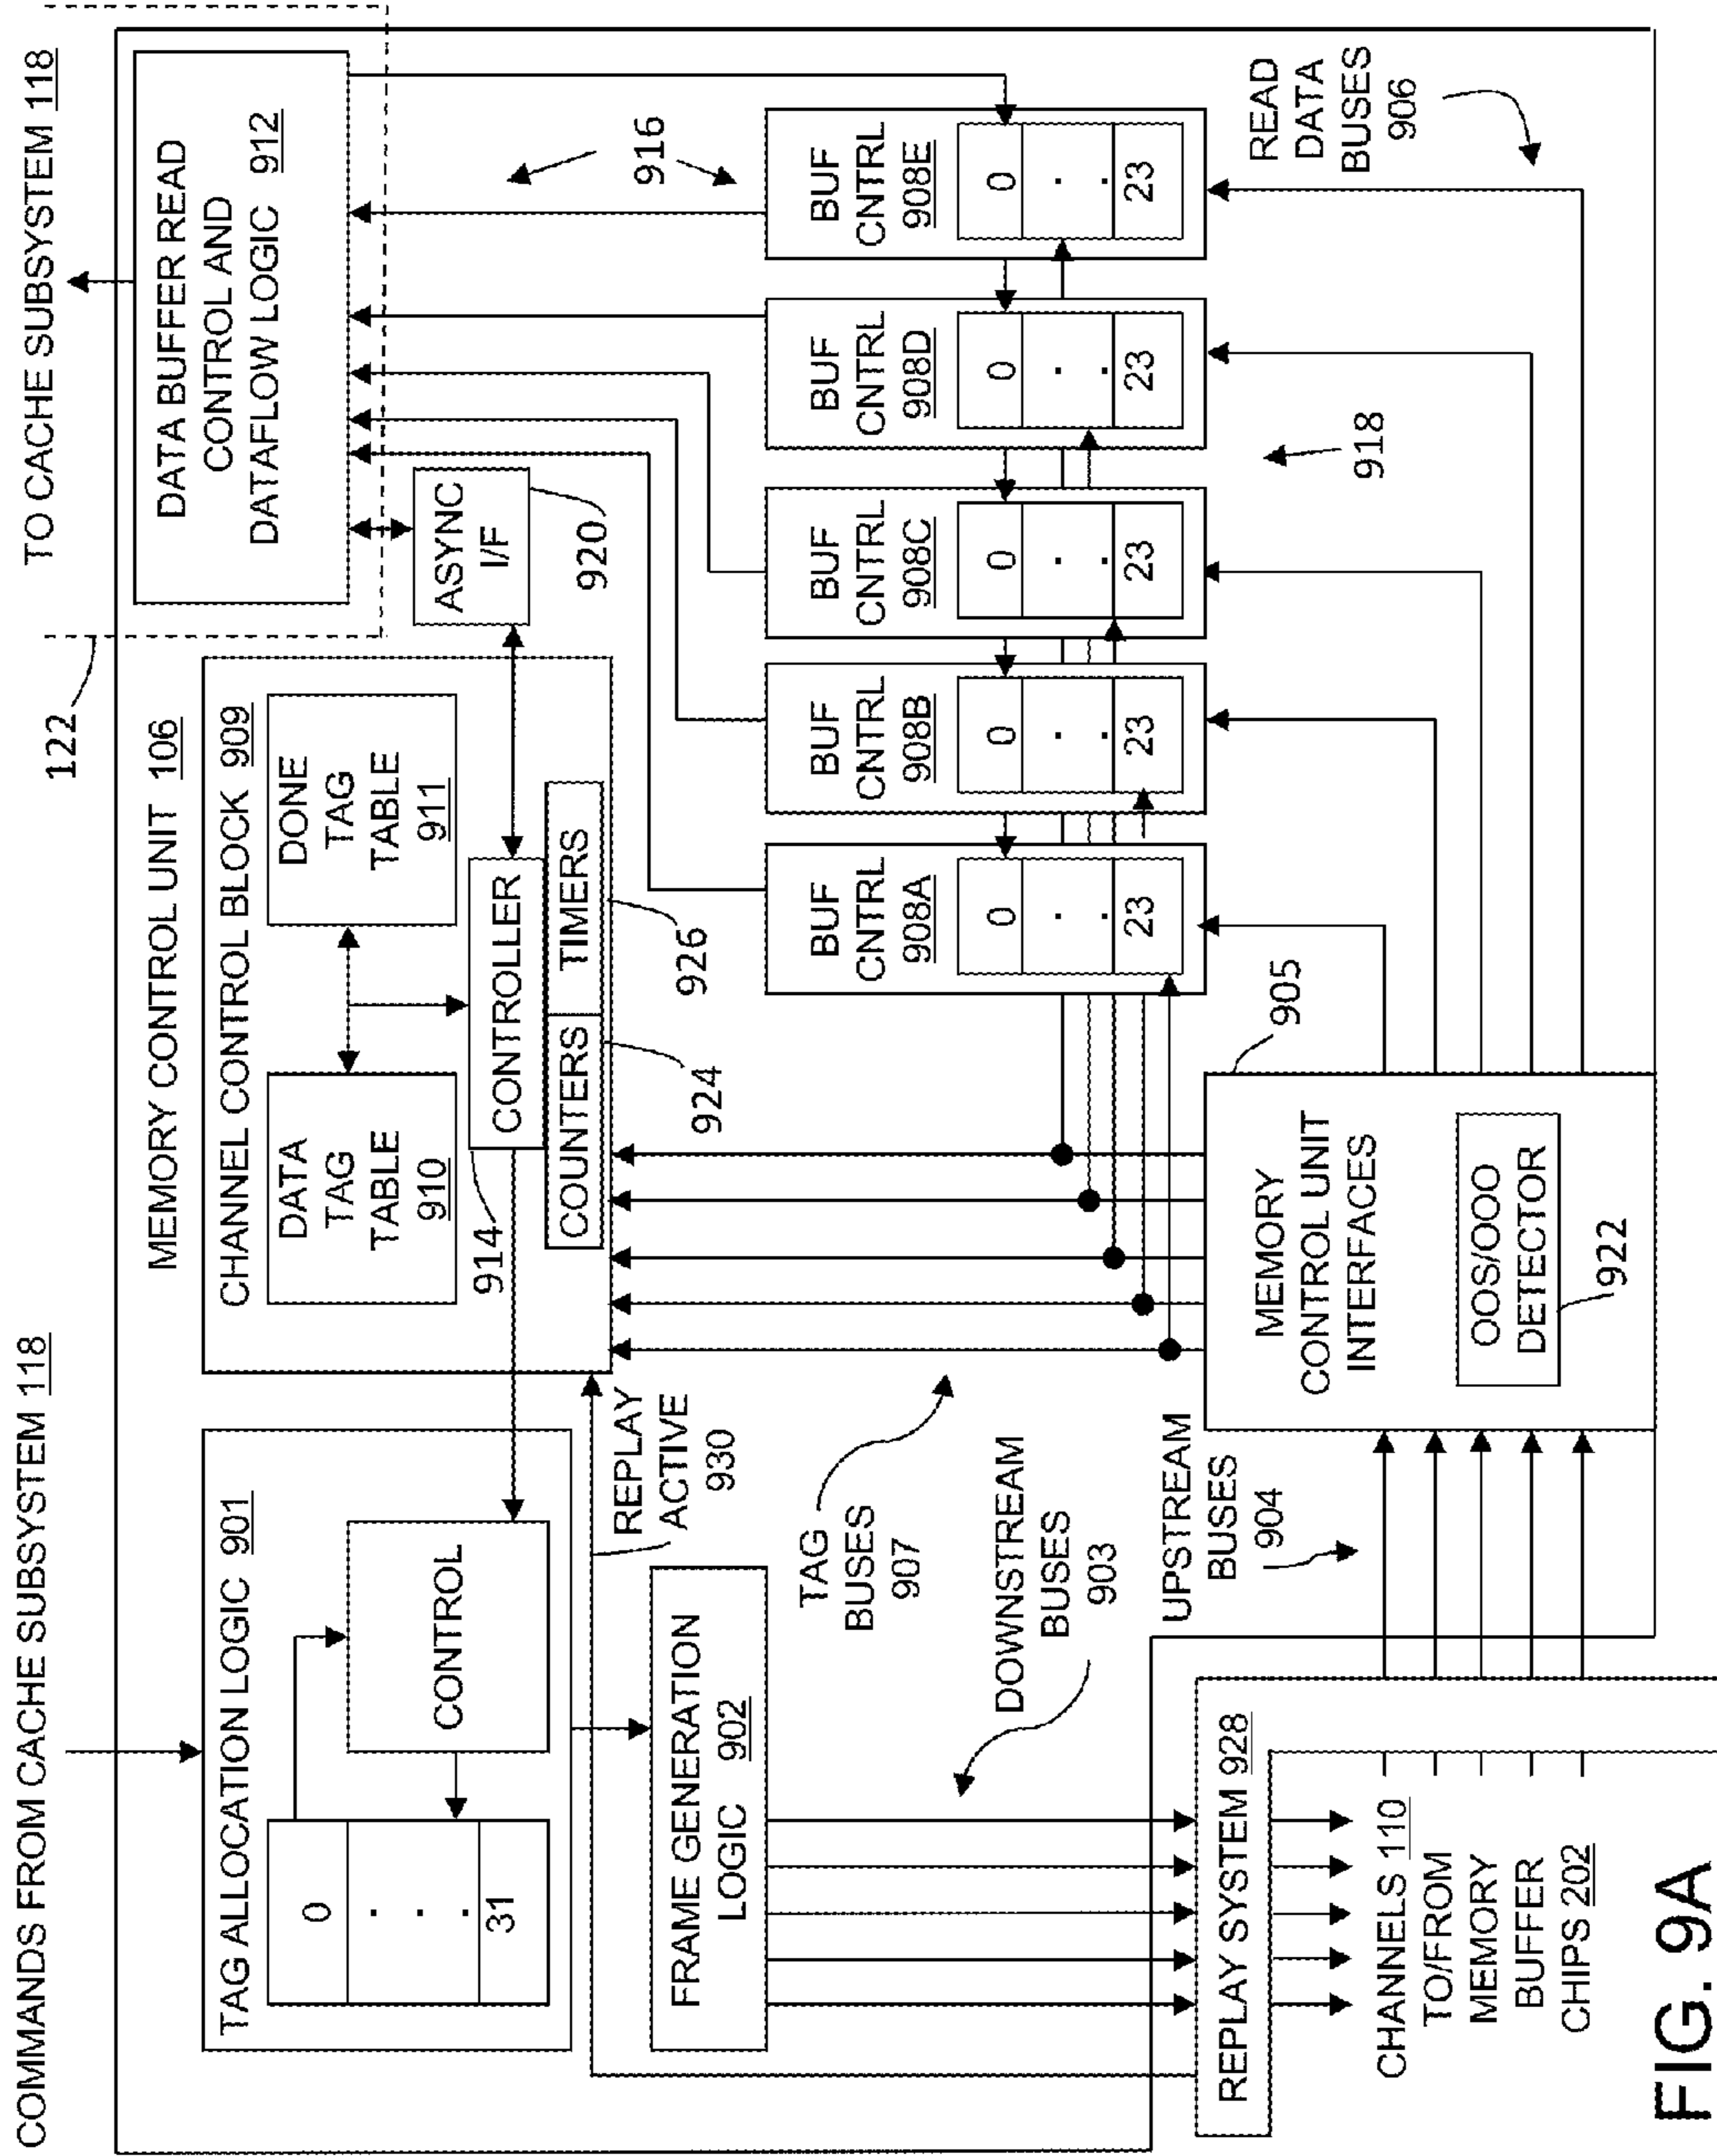 COMMANDS FROM CACHE SUBSYSTEM 118
TO CACHE SUBSYSTEM 118
122
MEMORY CONTROL UNIT 106
TAG ALLOCATION LOGIC 901
0
.
.
.
31
CONTROL
CHANNEL CONTROL BLOCK 909
DATA
TAG
TABLE
910
DONE
TAG
TABLE
911
914
CONTROLLER
COUNTERS
TIMERS
924
926
DATA BUFFER READ
CONTROL AND
DATAFLOW LOGIC 912
ASYNC
I/F
920
916
REPLAY
ACTIVE
930
FRAME GENERATION
LOGIC 902
TAG
BUSES
907
DOWNSTREAM
BUSES
903
BUF
CNTRL
908A
0
.
.
23
BUF
CNTRL
908B
0
.
.
23
BUF
CNTRL
908C
0
.
.
23
BUF
CNTRL
908D
0
.
.
23
BUF
CNTRL
908E
0
.
.
23
918
READ
DATA
BUSES
906
UPSTREAM
BUSES
904
905
MEMORY
CONTROL UNIT
INTERFACES
OOS/OOO
DETECTOR
922
REPLAY SYSTEM 928
CHANNELS 110
TO/FROM
MEMORY
BUFFER
CHIPS 202
FIG. 9A